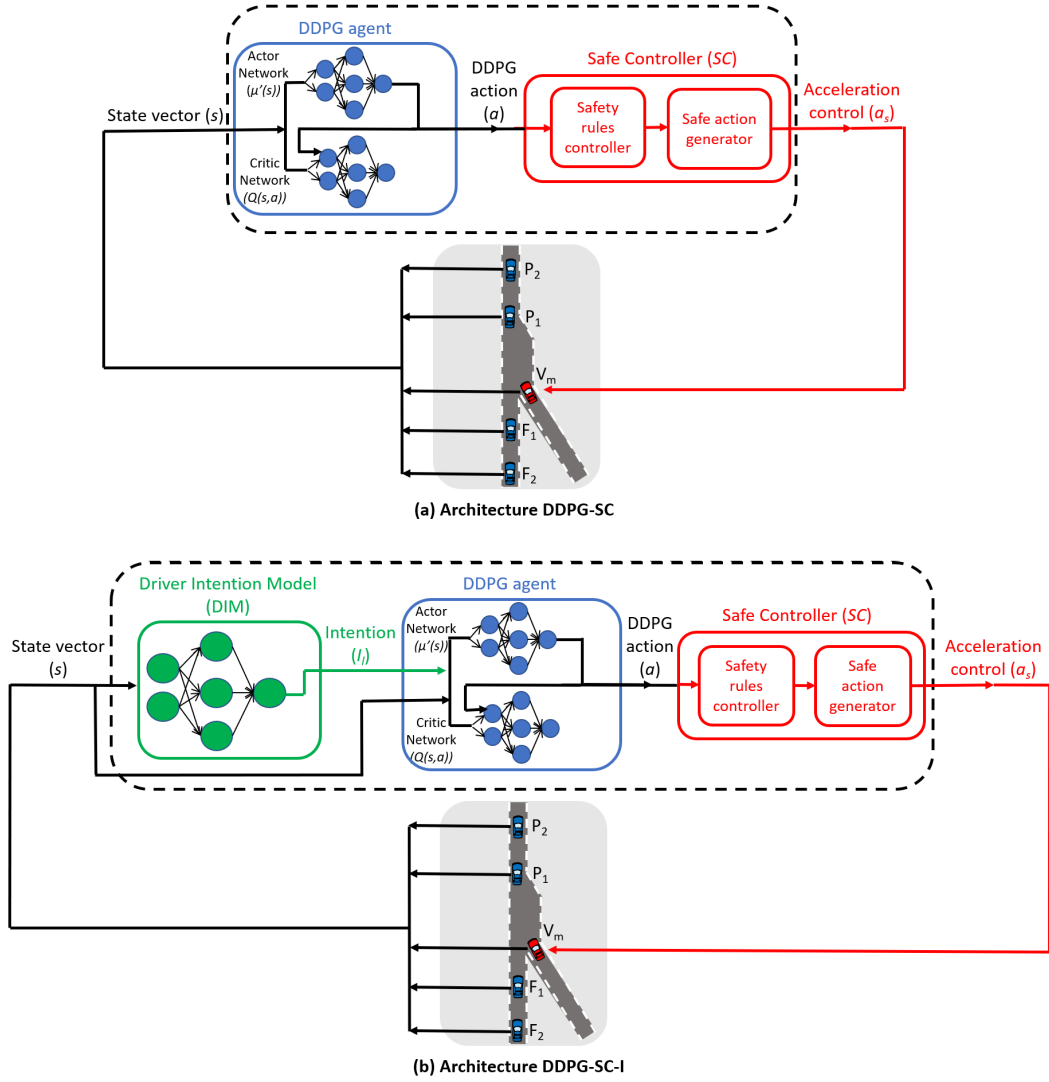 DDPG agent
Actor
Network
(μ'(s))
Critic
Network
(Q(s,a))
State vector (s)
DDPG
action (a)
Safe Controller (SC)
Safety
rules
controller
Safe action
generator
Acceleration
control (aₛ)
P₂
P₁
Vₘ
F₁
F₂
(a) Architecture DDPG-SC
Driver Intention Model
(DIM)
State vector
(s)
Intention
(Iᵢ)
DDPG agent
Actor
Network
(μ'(s))
Critic
Network
(Q(s,a))
DDPG
action
(a)
Safe Controller (SC)
Safety
rules
controller
Safe
action
generator
Acceleration
control (aₛ)
P₂
P₁
Vₘ
F₁
F₂
(b) Architecture DDPG-SC-I